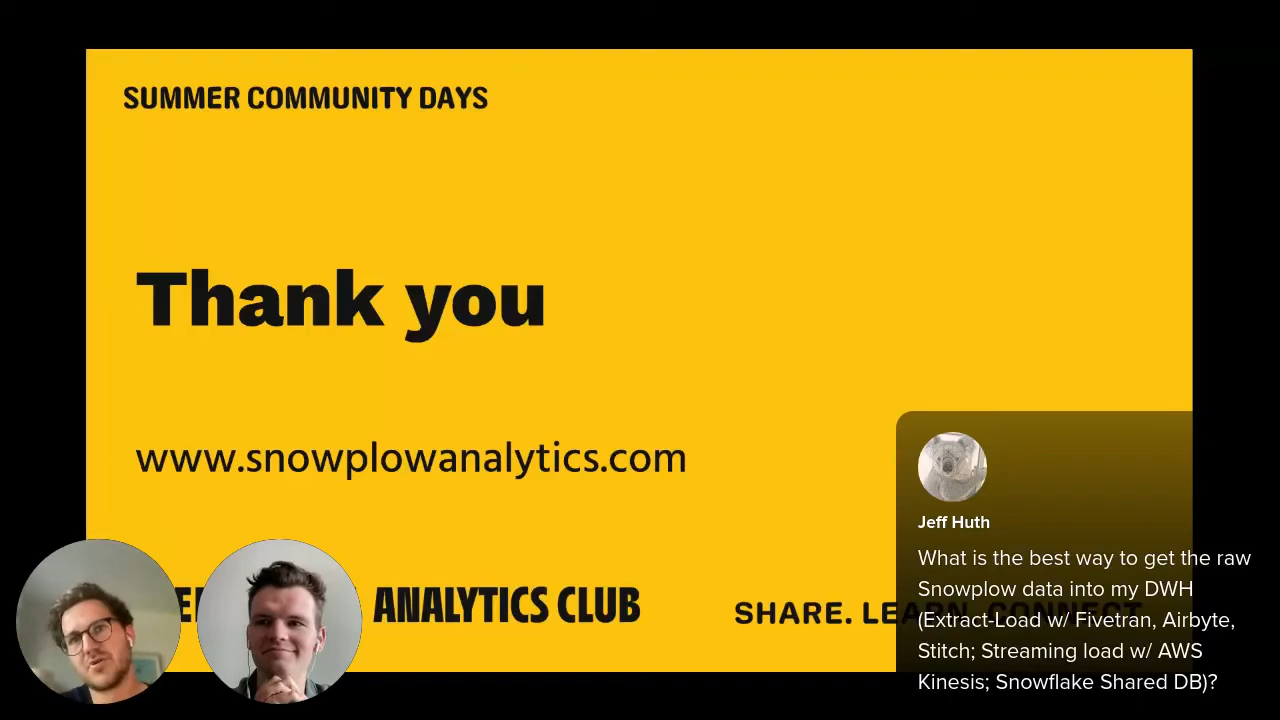 SUMMER COMMUNITY DAYS
Thank you
www.snowplowanalytics.com
ANALYTICS CLUB
SHARE. LEARN. CONNECT
Jeff Huth
What is the best way to get the raw
Snowplow data into my DWH
(Extract-Load w/ Fivetran, Airbyte,
Stitch; Streaming load w/ AWS
Kinesis; Snowflake Shared DB)?